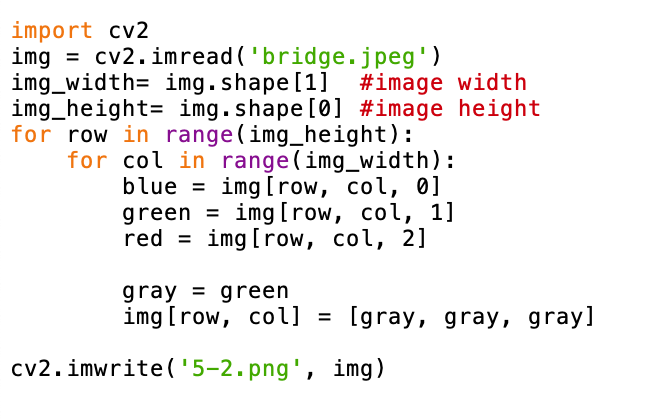 import cv2
img = cv2.imread('bridge.jpeg')
img_width= img.shape[1]  #image width
img_height= img.shape[0] #image height
for row in range(img_height):
    for col in range(img_width):
        blue = img[row, col, 0]
        green = img[row, col, 1]
        red = img[row, col, 2]

        gray = green
        img[row, col] = [gray, gray, gray]

cv2.imwrite('5-2.png', img)